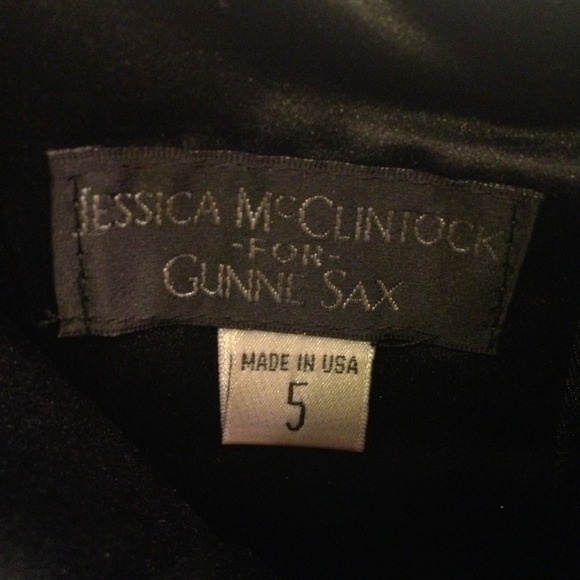 JESSICA McCLINTOCK
-FOR-
GUNNE SAX
MADE IN USA
5